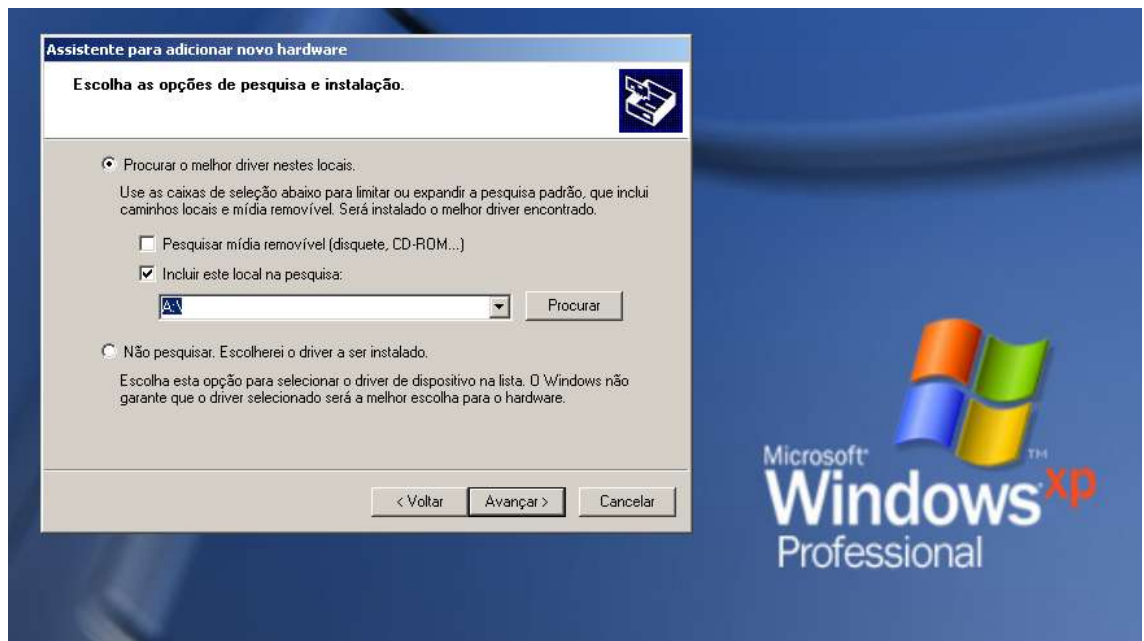 Assistente para adicionar novo hardware
Escolha as opções de pesquisa e instalação.
Procurar o melhor driver nestes locais.
Use as caixas de seleção abaixo para limitar ou expandir a pesquisa padrão, que inclui
caminhos locais e mídia removível. Será instalado o melhor driver encontrado.
Pesquisar mídia removível (disquete, CD-ROM...)
Incluir este local na pesquisa:
A:\
Procurar
Não pesquisar. Escolherei o driver a ser instalado.
Escolha esta opção para selecionar o driver de dispositivo na lista. O Windows não
garante que o driver selecionado será a melhor escolha para o hardware.
< Voltar
Avançar >
Cancelar
TM
Microsoft®
Windows xp
Professional